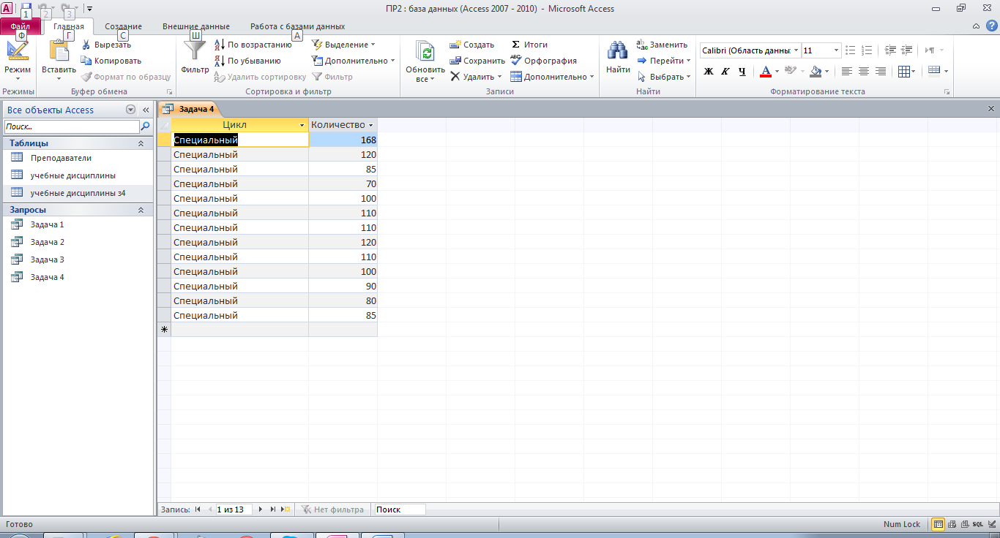 ПР2 : база данных (Access 2007 - 2010) - Microsoft Access
1 2 3
Файл Главная Создание Внешние данные Работа с базами данных
Ф Г С Ш А
Режим
Режимы
Вставить
Вырезать
Копировать
Формат по образцу
Буфер обмена
Фильтр
По возрастанию
По убыванию
Удалить сортировку
Выделение
Дополнительно
Фильтр
Сортировка и фильтр
Обновить
все
Создать
Сохранить
Удалить
Итоги
Орфография
Дополнительно
Записи
Найти
Заменить
Перейти
Выбрать
Найти
Calibri (Область данны 11
Ж К Ч
Форматирование текста
Все объекты Access
Поиск...
Таблицы
Преподаватели
учебные дисциплины
учебные дисциплины з4
Запросы
Задача 1
Задача 2
Задача 3
Задача 4
Задача 4
Цикл Количество
Специальный 168
Специальный 120
Специальный 85
Специальный 70
Специальный 100
Специальный 110
Специальный 110
Специальный 120
Специальный 110
Специальный 100
Специальный 90
Специальный 80
Специальный 85
Запись: 1 из 13 Нет фильтра Поиск
Готово Num Lock SQL